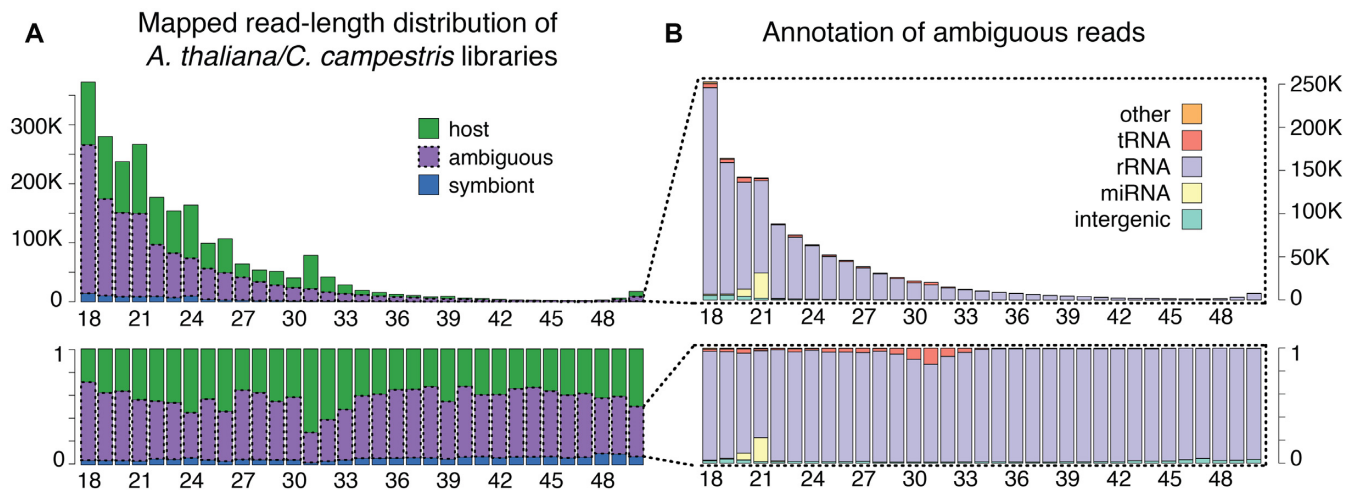 A
Mapped read-length distribution of
A. thaliana/C. campestris libraries
300K
200K
100K
0
host
ambiguous
symbiont
18 21 24 27 30 33 36 39 42 45 48
1
0
18 21 24 27 30 33 36 39 42 45 48
B
Annotation of ambiguous reads
other
tRNA
rRNA
miRNA
intergenic
250K
200K
150K
100K
50K
0
18 21 24 27 30 33 36 39 42 45 48
1
0
18 21 24 27 30 33 36 39 42 45 48